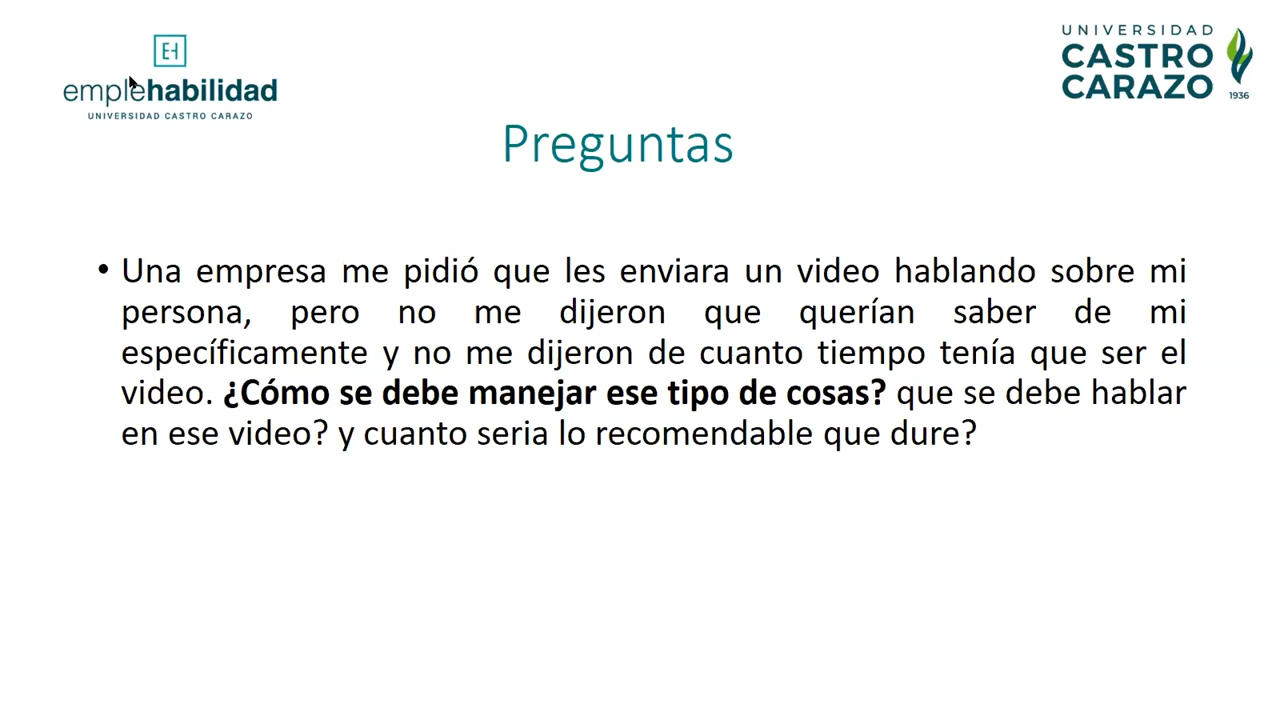 EH
emplehabilidad
UNIVERSIDAD CASTRO CARAZO
UNIVERSIDAD
CASTRO
CARAZO
1936
Preguntas
• Una empresa me pidió que les enviara un video hablando sobre mi
persona, pero no me dijeron que querían saber de mi
específicamente y no me dijeron de cuanto tiempo tenía que ser el
video. ¿Cómo se debe manejar ese tipo de cosas? que se debe hablar
en ese video? y cuanto seria lo recomendable que dure?